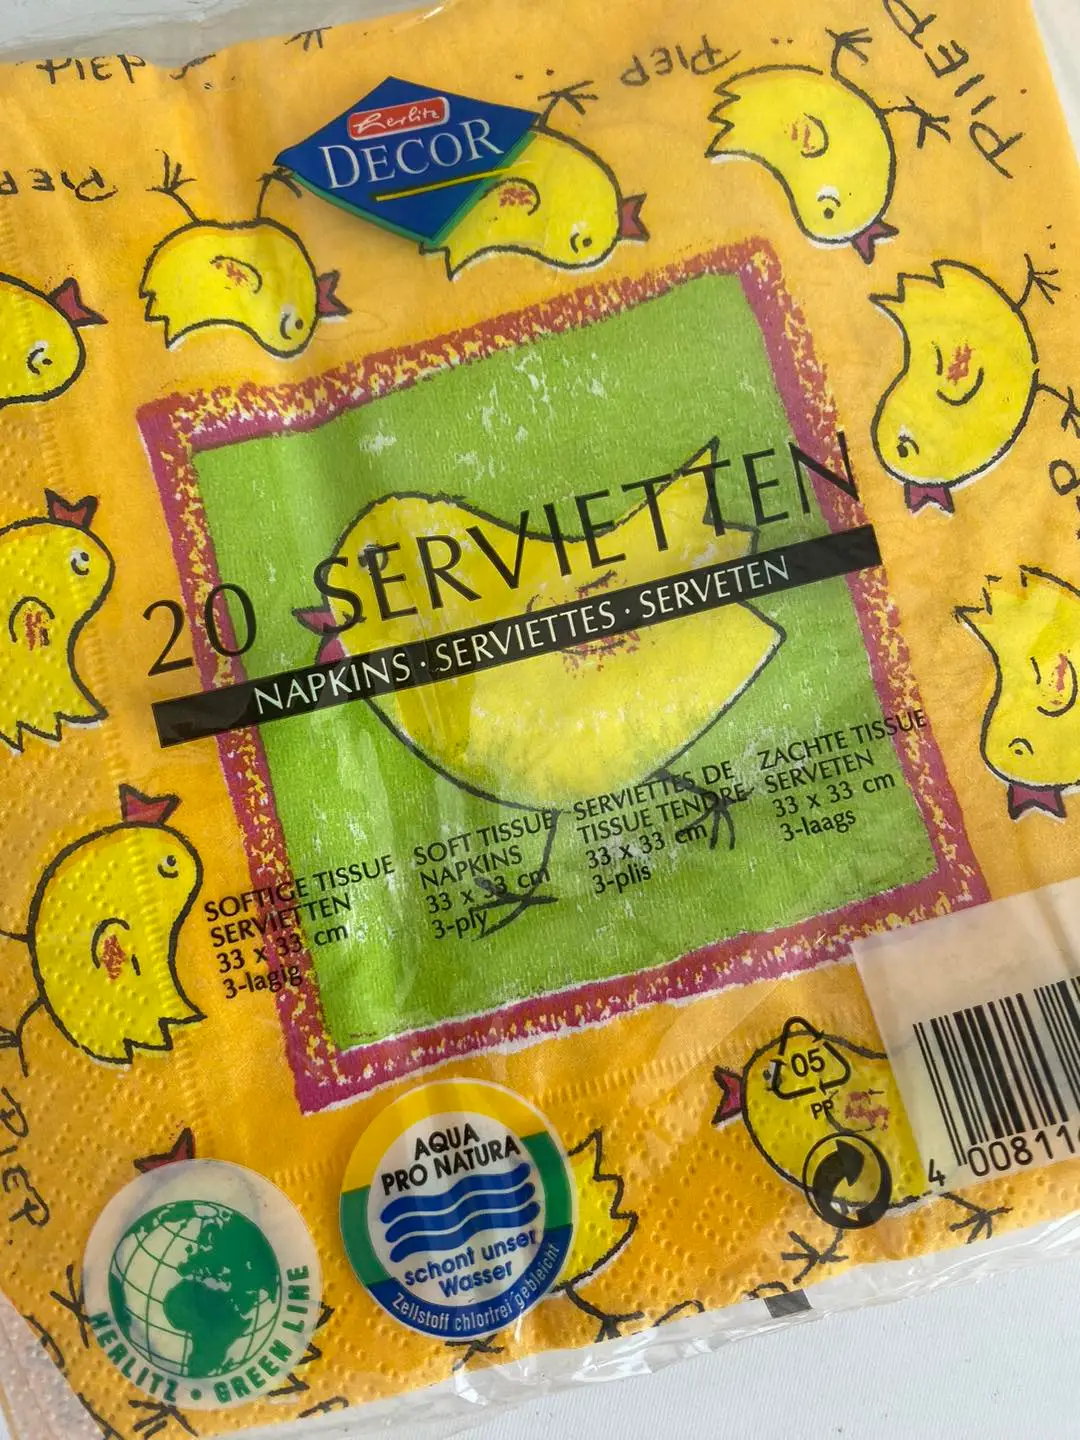 PIEP
PIEP
PIEP
PIEP
PIEP
herlitz
DECOR
20 SERVIETTEN
NAPKINS · SERVIETTES · SERVETEN
SOFTIGE TISSUE
SERVIETTEN
33 x 33 cm
3-lagig
SOFT TISSUE
NAPKINS
33 x 33 cm
3-ply
SERVIETTES DE
TISSUE TENDRE
33 x 33 cm
3-plis
ZACHTE TISSUE
SERVETEN
33 x 33 cm
3-laags
05
PP
4 00811
PIEP
AQUA
PRO NATURA
schont unser
Wasser
Zellstoff chlorfrei gebleicht
HERLITZ • GREEN LINE